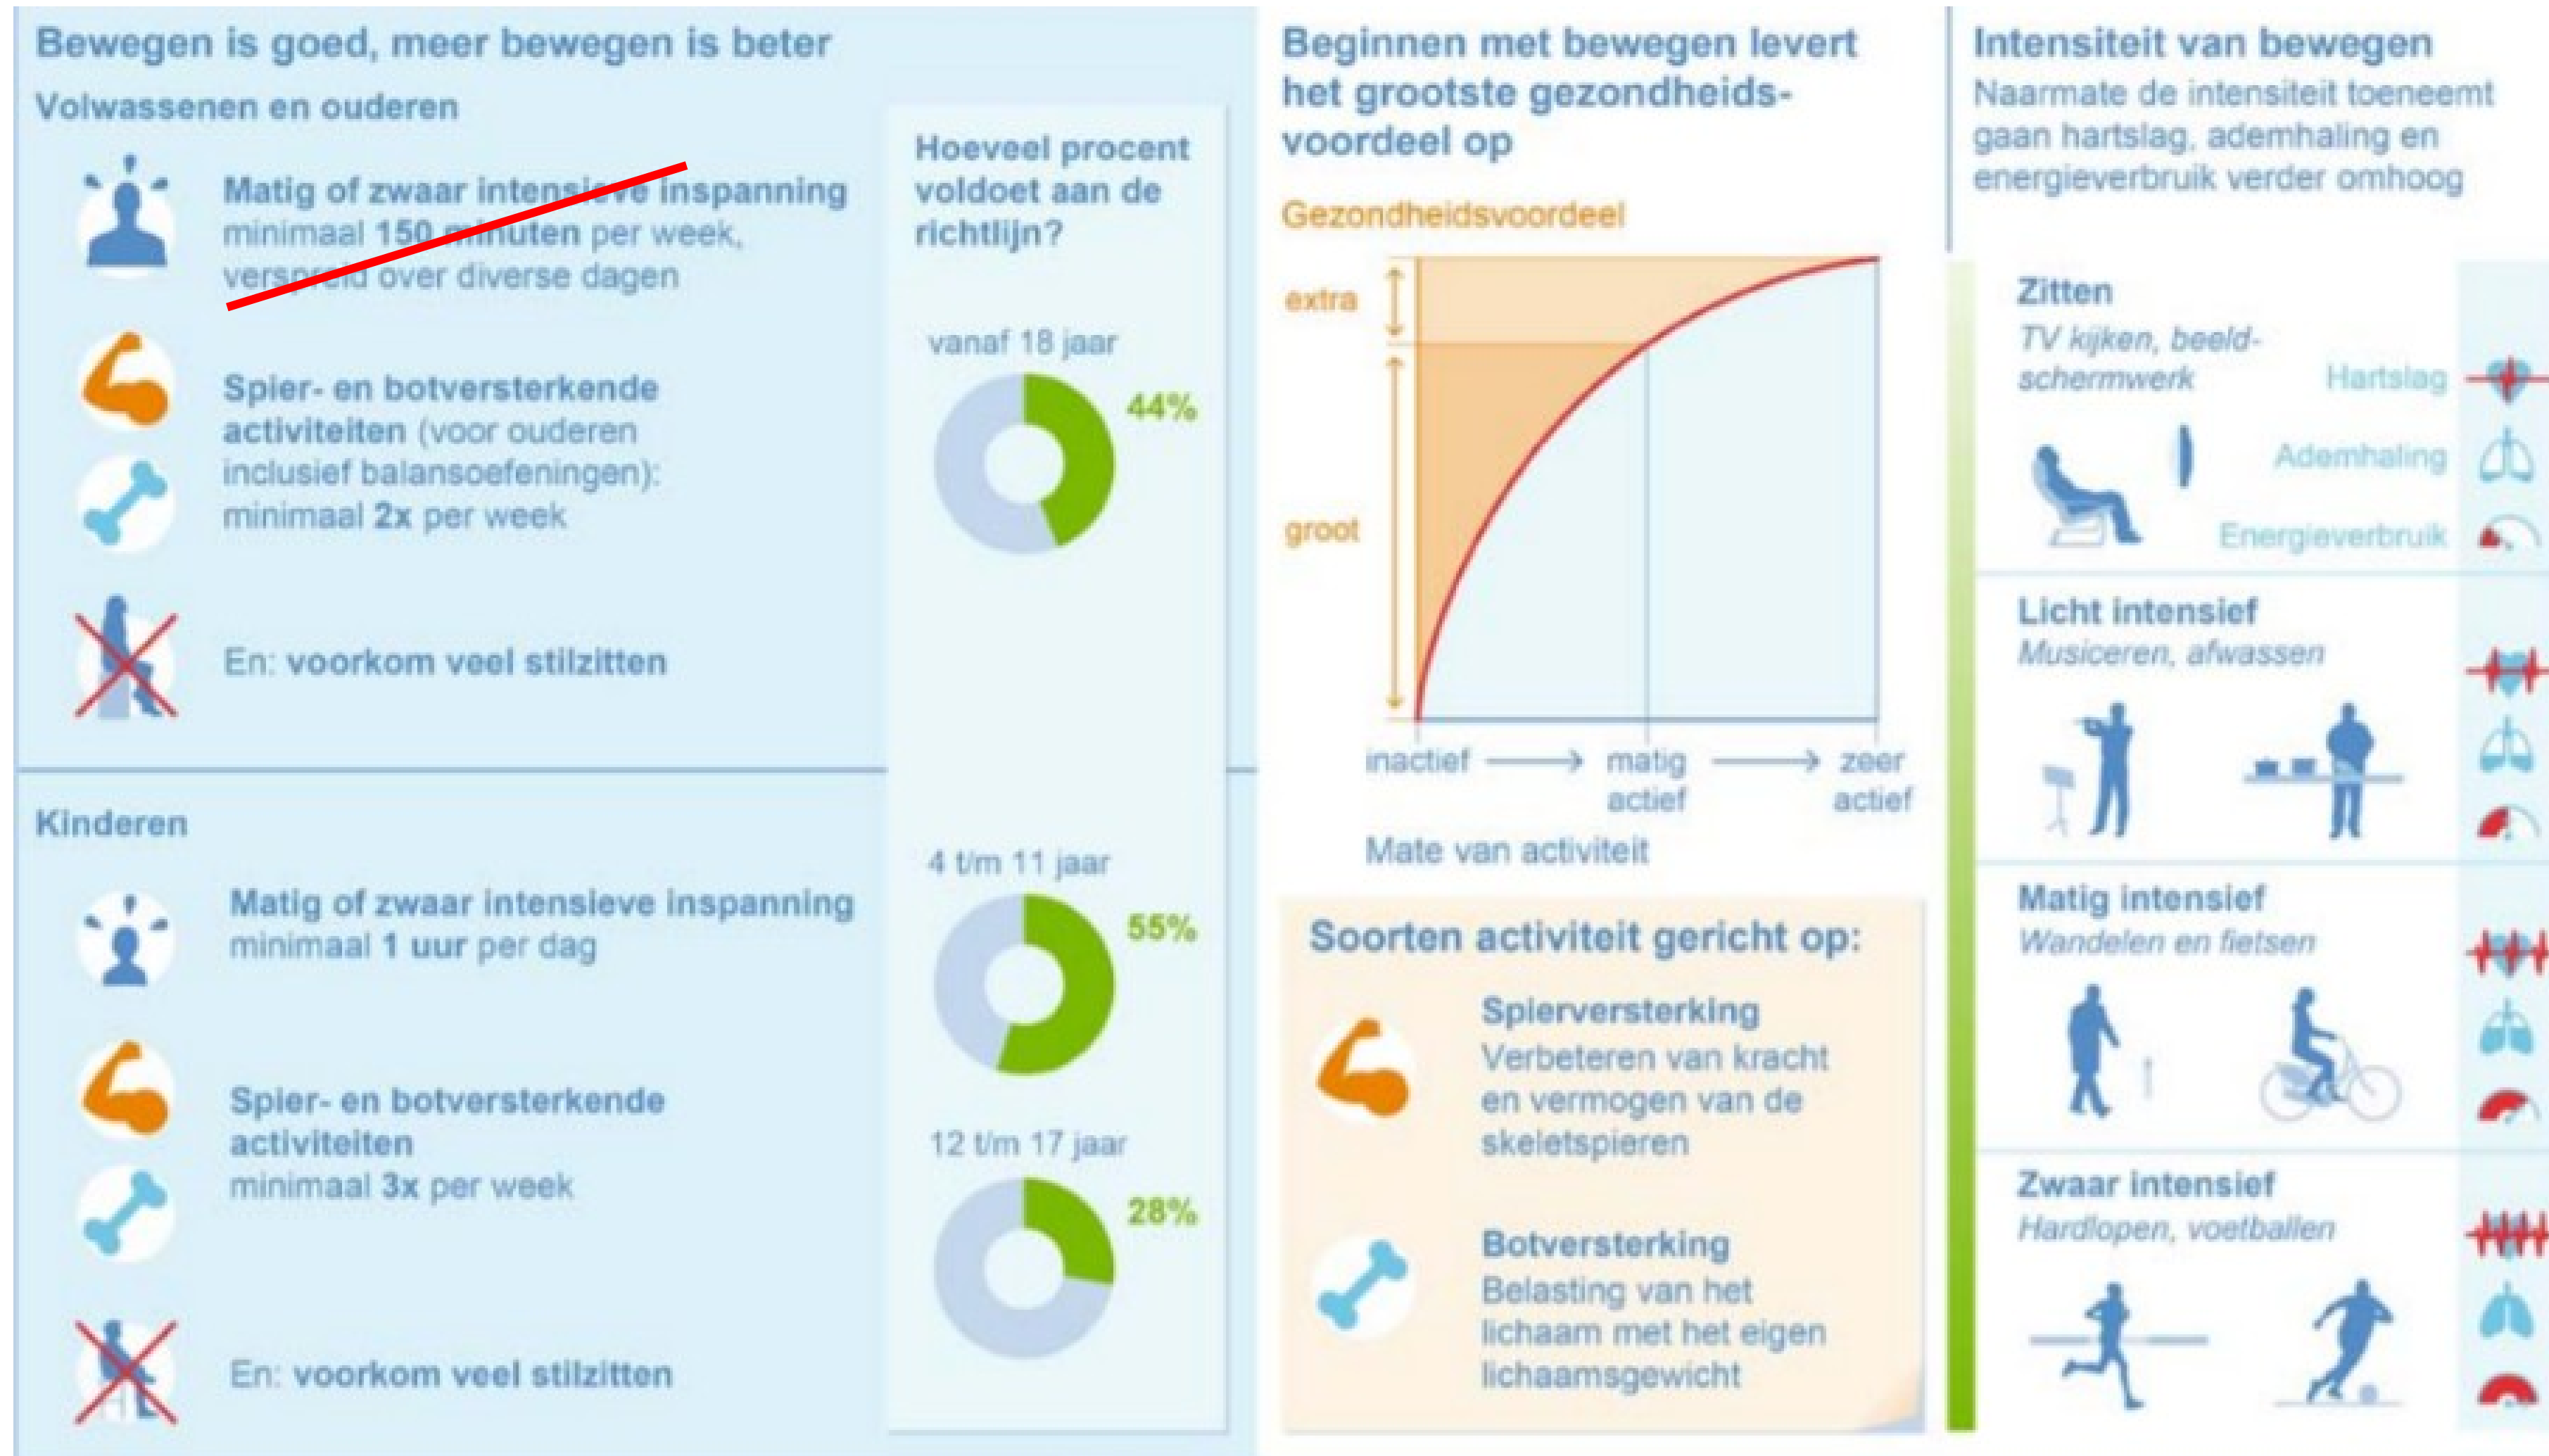 Bewegen is goed, meer bewegen is beter
Volwassenen en ouderen
Matig of zwaar intensieve inspanning
minimaal 150 minuten per week,
verspreid over diverse dagen
Spier- en botversterkende
activiteiten (voor ouderen
inclusief balansoefeningen):
minimaal 2x per week
En: voorkom veel stilzitten
Hoeveel procent
voldoet aan de
richtlijn?
vanaf 18 jaar
44%
Kinderen
Matig of zwaar intensieve inspanning
minimaal 1 uur per dag
Spier- en botversterkende
activiteiten
minimaal 3x per week
En: voorkom veel stilzitten
4 t/m 11 jaar
55%
12 t/m 17 jaar
28%
Beginnen met bewegen levert
het grootste gezondheids-
voordeel op
Gezondheidsvoordeel
extra
groot
inactief
matig
actief
zeer
actief
Mate van activiteit
Soorten activiteit gericht op:
Spierversterking
Verbeteren van kracht
en vermogen van de
skeletspieren
Botversterking
Belasting van het
lichaam met het eigen
lichaamsgewicht
Intensiteit van bewegen
Naarmate de intensiteit toeneemt
gaan hartslag, ademhaling en
energieverbruik verder omhoog
Zitten
TV kijken, beeld-
schermwerk
Hartslag
Ademhaling
Energieverbruik
Licht intensief
Musiceren, afwassen
Matig intensief
Wandelen en fietsen
Zwaar intensief
Hardlopen, voetballen